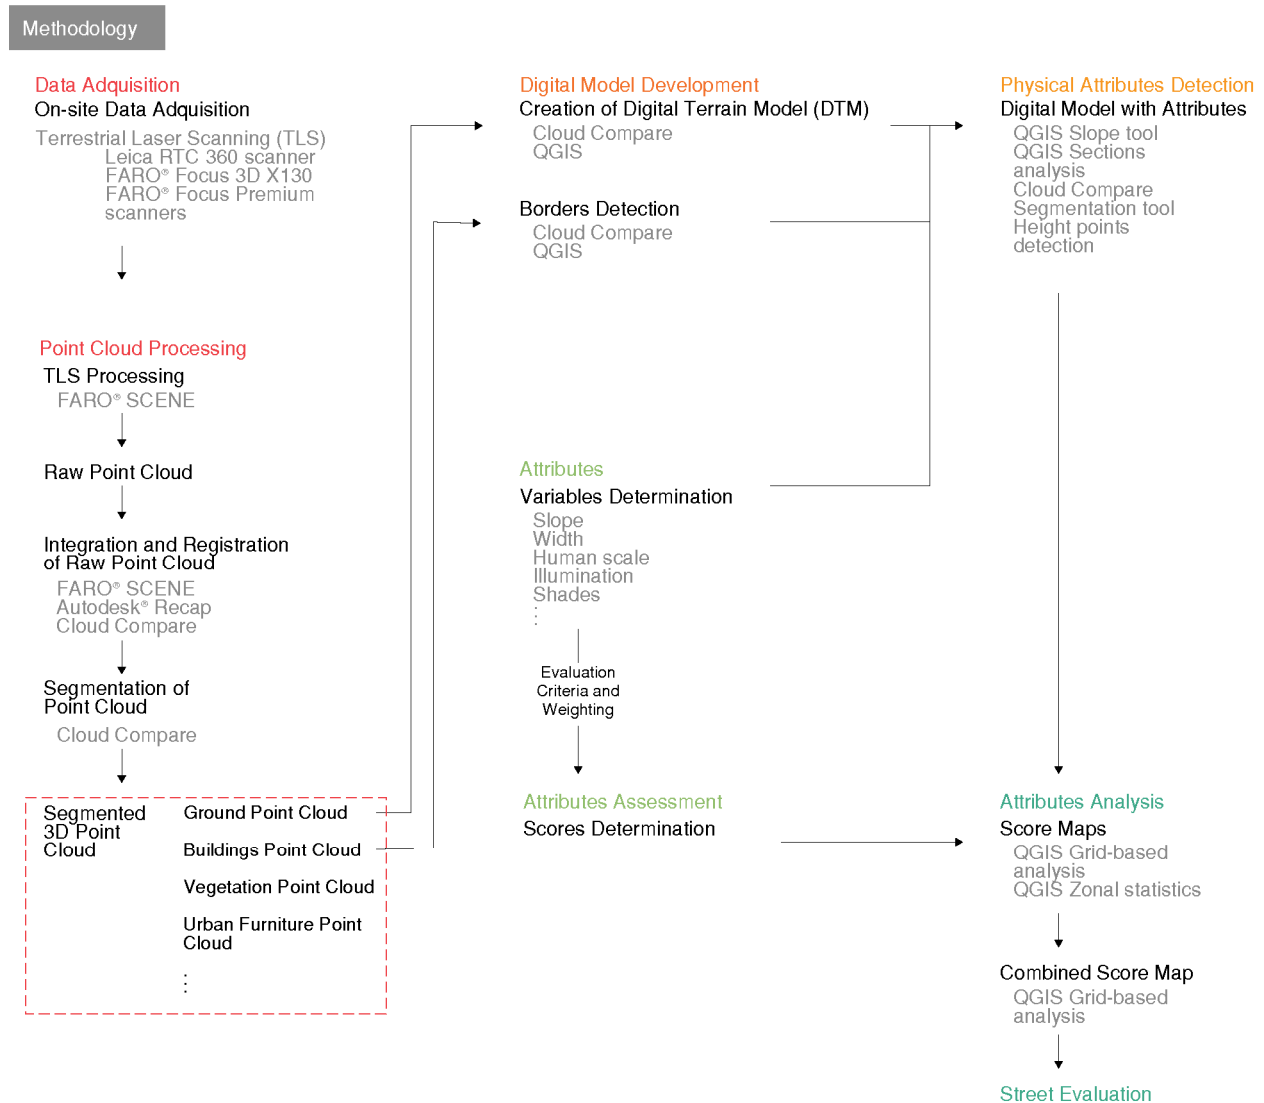 Methodology
Data Adquisition
On-site Data Adquisition
Terrestrial Laser Scanning (TLS)
Leica RTC 360 scanner
FARO® Focus 3D X130
FARO® Focus Premium
scanners
Point Cloud Processing
TLS Processing
FARO® SCENE
Raw Point Cloud
Integration and Registration
of Raw Point Cloud
FARO® SCENE
Autodesk® Recap
Cloud Compare
Segmentation of
Point Cloud
Cloud Compare
Segmented
3D Point
Cloud
Ground Point Cloud
Buildings Point Cloud
Vegetation Point Cloud
Urban Furniture Point
Cloud
⋮
Digital Model Development
Creation of Digital Terrain Model (DTM)
Cloud Compare
QGIS
Borders Detection
Cloud Compare
QGIS
Attributes
Variables Determination
Slope
Width
Human scale
Illumination
Shades
⋮
Evaluation
Criteria and
Weighting
Attributes Assessment
Scores Determination
Physical Attributes Detection
Digital Model with Attributes
QGIS Slope tool
QGIS Sections
analysis
Cloud Compare
Segmentation tool
Height points
detection
Attributes Analysis
Score Maps
QGIS Grid-based
analysis
QGIS Zonal statistics
Combined Score Map
QGIS Grid-based
analysis
Street Evaluation